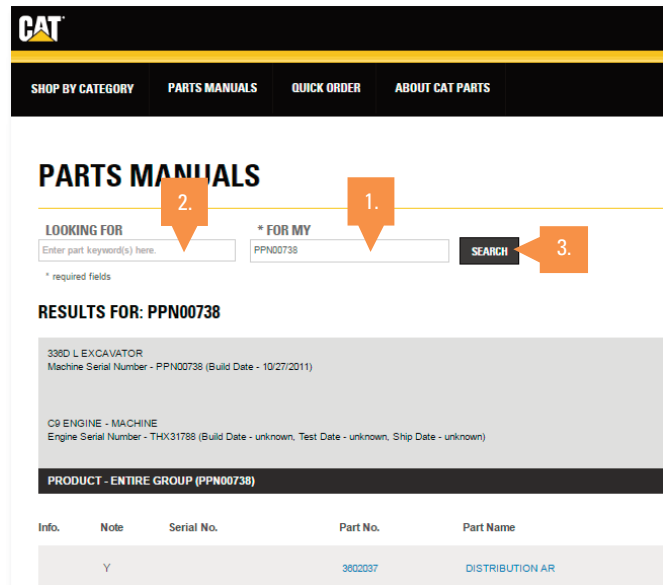 CAT
SHOP BY CATEGORY PARTS MANUALS QUICK ORDER ABOUT CAT PARTS
PARTS MANUALS
2. 1.
LOOKING FOR * FOR MY
Enter part keyword(s) here. PPN00738 SEARCH 3.
* required fields
RESULTS FOR: PPN00738
336D L EXCAVATOR
Machine Serial Number - PPN00738 (Build Date - 10/27/2011)
C9 ENGINE - MACHINE
Engine Serial Number - THX31788 (Build Date - unknown, Test Date - unknown, Ship Date - unknown)
PRODUCT - ENTIRE GROUP (PPN00738)
Info. Note Serial No. Part No. Part Name
Y 3602037 DISTRIBUTION AR